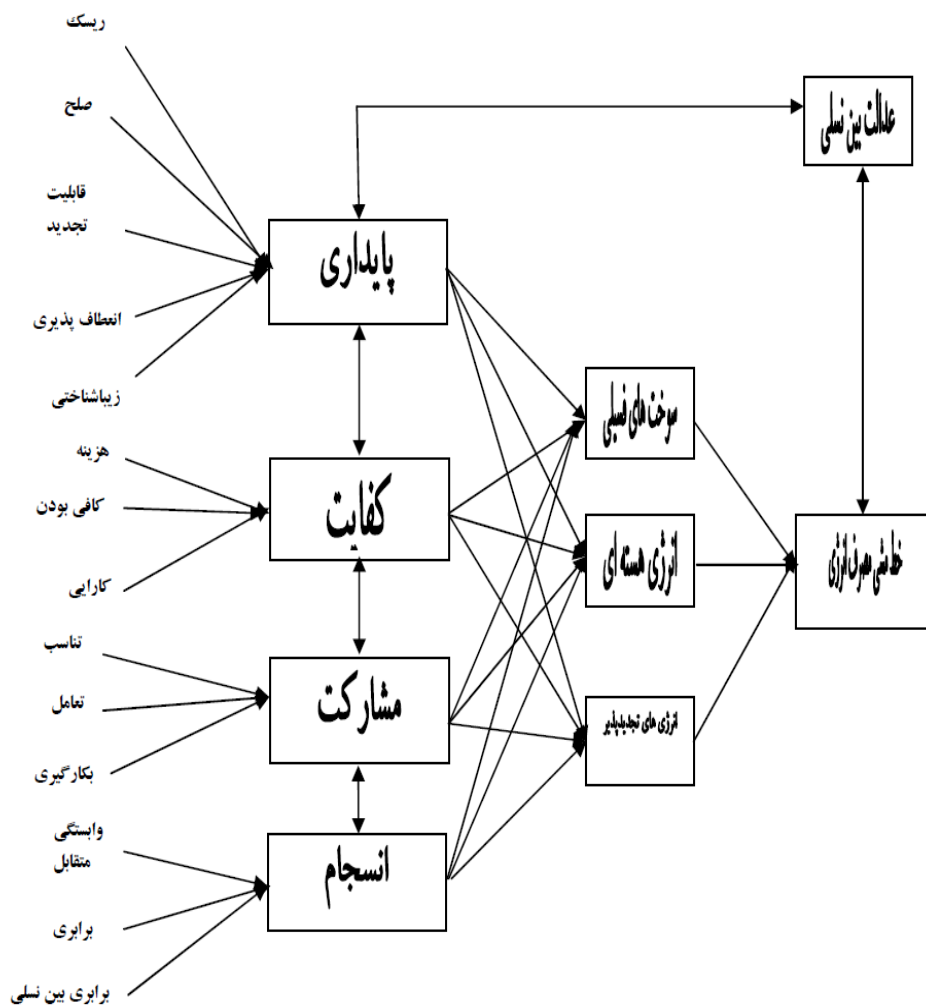 ریسک
صلح
قابلیت
تجدید
انعطاف پذیری
زیباشناختی
هزینه
کافی بودن
کارایی
تناسب
تعامل
بکارگیری
وابستگی
متقابل
برابری
برابری بین نسلی
پایداری
کفایت
مشارکت
انسجام
سوخت های فسیلی
انرژی هسته ای
انرژی های تجدیدپذیر
عدالت بین نسلی
خط مشی مصرف انرژی